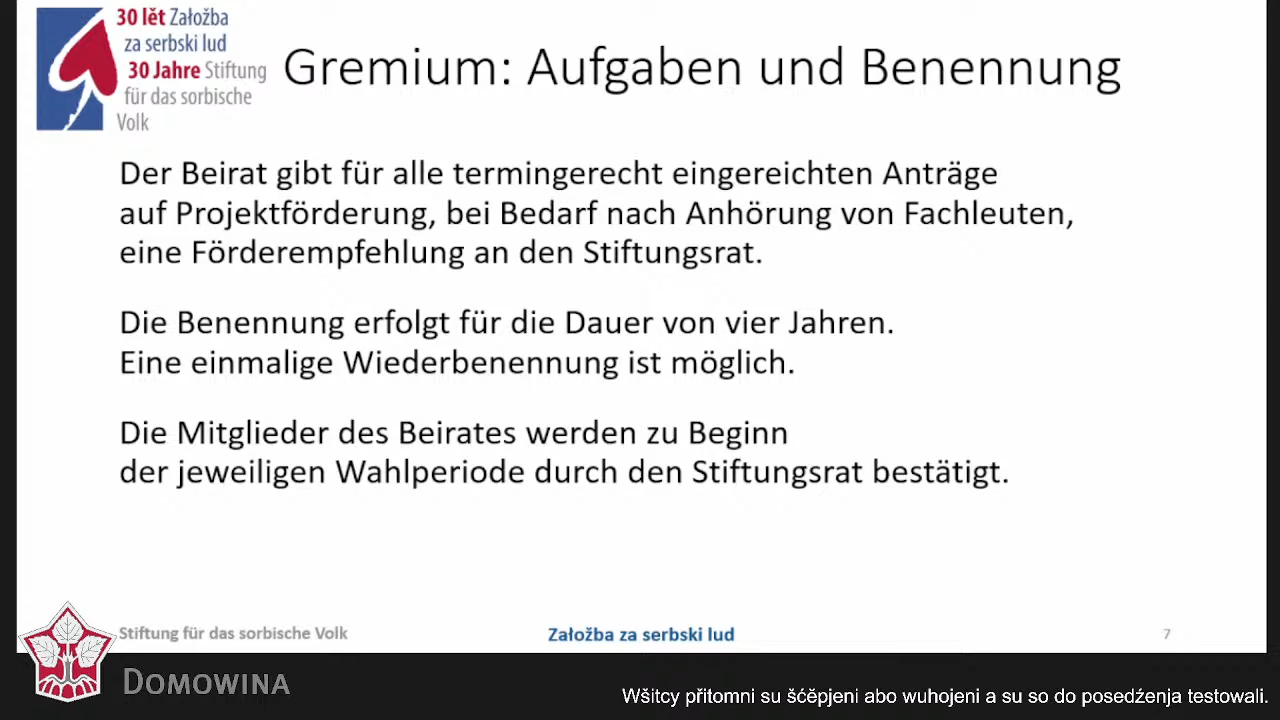 30 lět Załožba
za serbski lud
30 Jahre Stiftung
für das sorbische
Volk
Gremium: Aufgaben und Benennung
Der Beirat gibt für alle termingerecht eingereichten Anträge
auf Projektförderung, bei Bedarf nach Anhörung von Fachleuten,
eine Förderempfehlung an den Stiftungsrat.
Die Benennung erfolgt für die Dauer von vier Jahren.
Eine einmalige Wiederbenennung ist möglich.
Die Mitglieder des Beirates werden zu Beginn
der jeweiligen Wahlperiode durch den Stiftungsrat bestätigt.
Stiftung für das sorbische Volk
Załožba za serbski lud
7
DOMOWINA
Wšitcy přitomni su šćěpjeni abo wuhojeni a su so do posedźenja testowali.